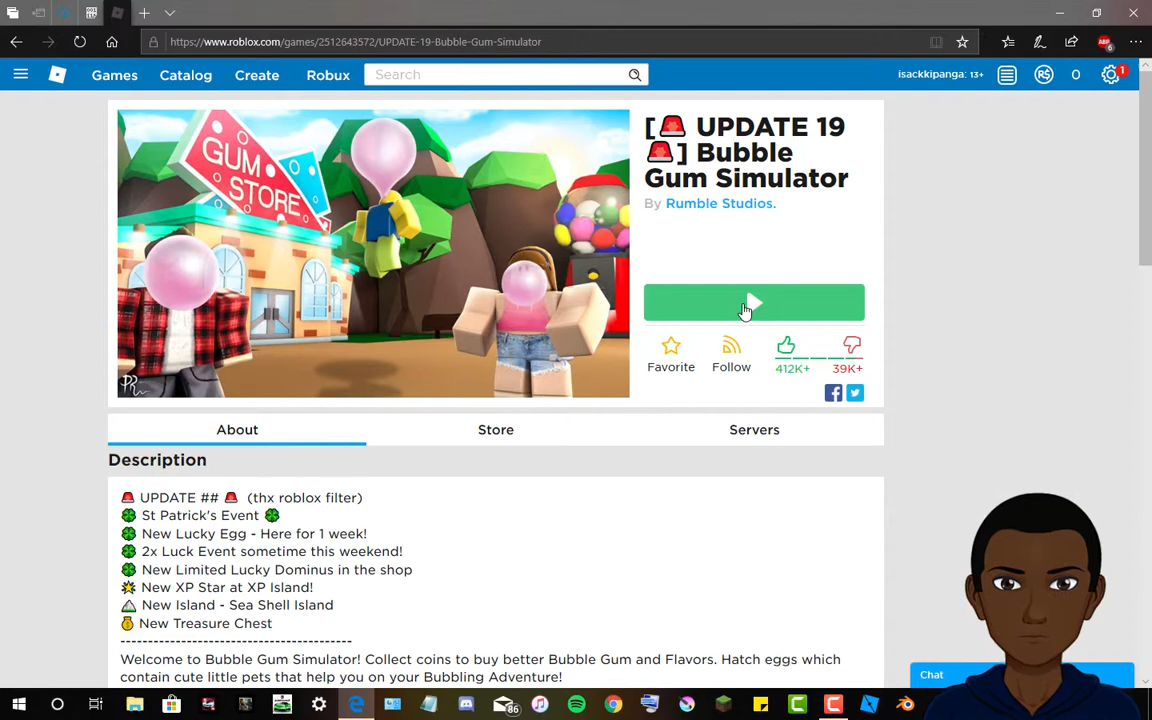 https://www.roblox.com/games/2512643572/UPDATE-19-Bubble-Gum-Simulator
ABP
6
Games
Catalog
Create
Robux
Search
isackkipanga: 13+
R$
0
1
GUM
STORE
[🚨 UPDATE 19
🚨] Bubble
Gum Simulator
By Rumble Studios.
Favorite
Follow
412K+
39K+
About
Store
Servers
Description
🚨 UPDATE ## 🚨 (thx roblox filter)
🍀 St Patrick's Event 🍀
🍀 New Lucky Egg - Here for 1 week!
🍀 2x Luck Event sometime this weekend!
🍀 New Limited Lucky Dominus in the shop
🌟 New XP Star at XP Island!
🏔 New Island - Sea Shell Island
💰 New Treasure Chest
----------------------------------------
Welcome to Bubble Gum Simulator! Collect coins to buy better Bubble Gum and Flavors. Hatch eggs which
contain cute little pets that help you on your Bubbling Adventure!
Chat
86